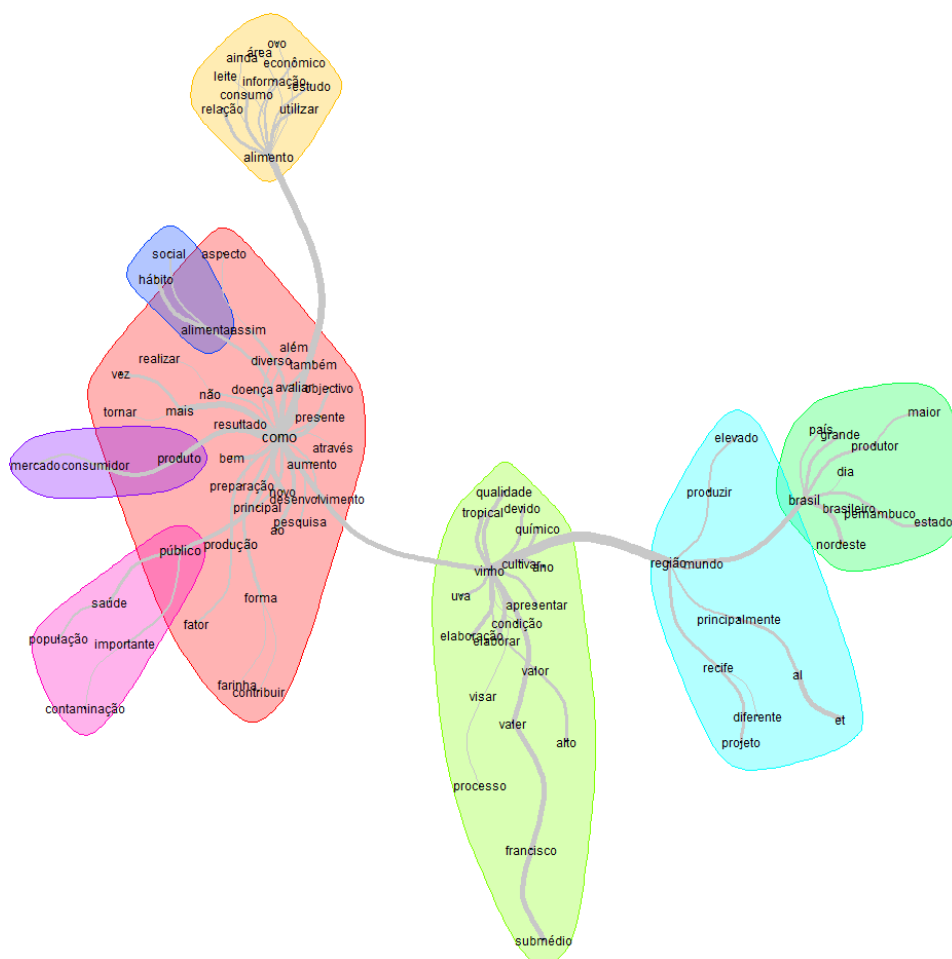 ovo
área
ainda
econômico
leite
informação
estudo
consumo
relação
utilizar
alimento
social
aspecto
hábito
alimentar
assim
além
realizar
diverso
também
vez
não
doença
avaliar
objectivo
tornar
mais
presente
resultado
como
através
mercado
consumidor
produto
bem
aumento
preparação
novo
desenvolvimento
principal
pesquisa
ao
público
produção
saúde
forma
população
importante
fator
farinha
contribuir
contaminação
qualidade
tropical
devido
químico
vinho
cultivar
ano
uva
apresentar
condição
elaboração
elaborar
valor
visar
vater
alto
processo
francisco
submédio
elevado
produzir
região
mundo
principalmente
recife
al
diferente
et
projeto
maior
país
grande
produtor
dia
brasil
brasileiro
pernambuco
estado
nordeste